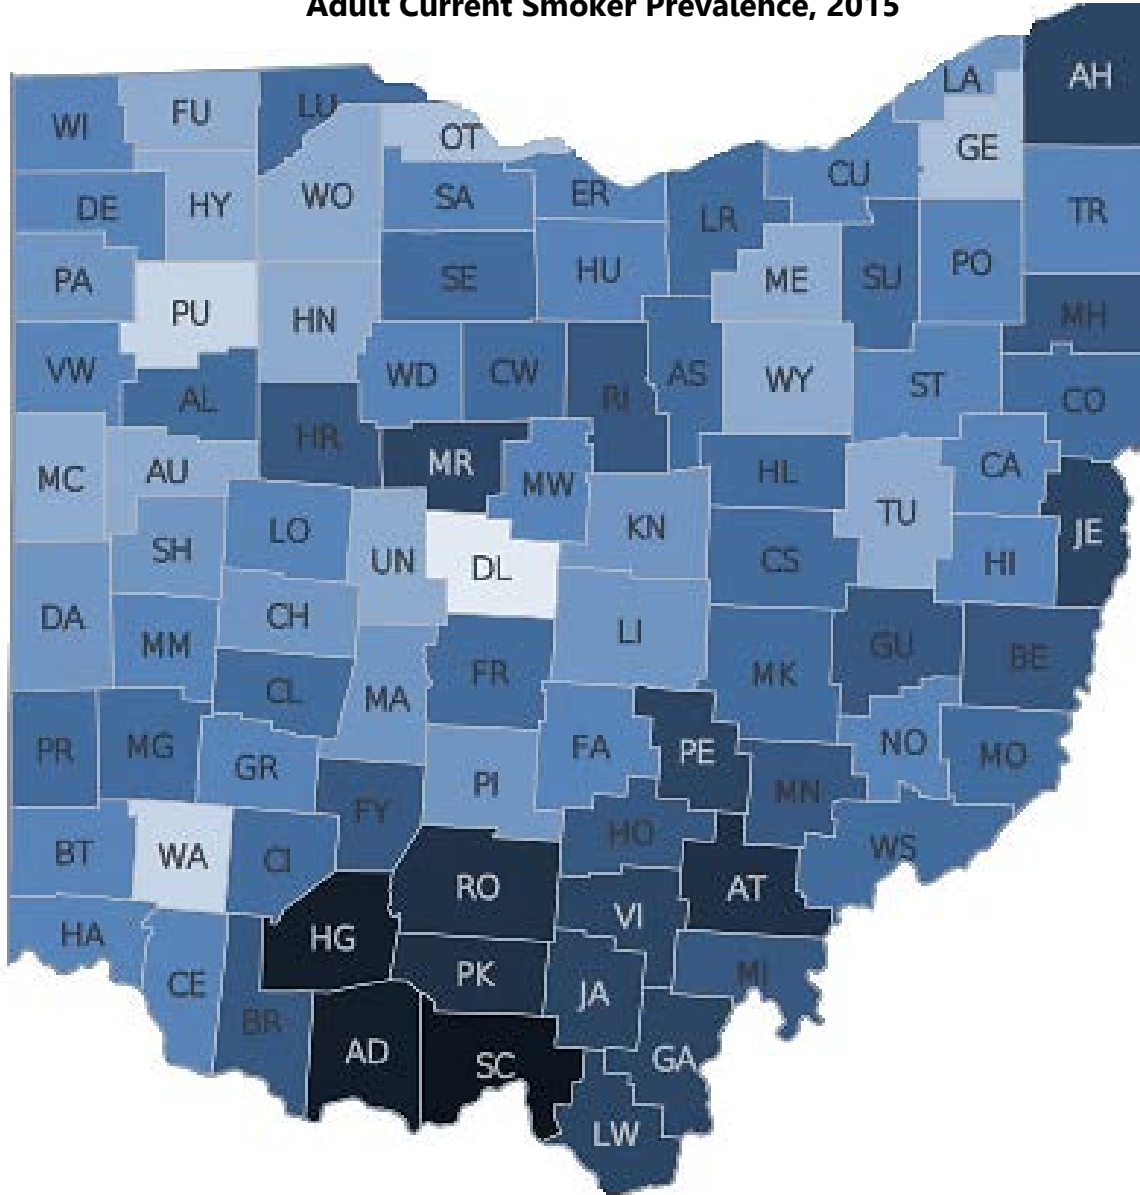 Adult Current Smoker Prevalence, 2015
AH
LA
WI
FU
LU
OT
GE
CU
ER
SA
WO
HY
DE
LR
TR
PA
SE
HU
ME
SU
PO
PU
HN
MH
VW
WD
CW
AS
WY
ST
AL
RI
CO
HR
MC
AU
MR
MW
HL
CA
LO
KN
TU
JE
SH
UN
DL
CS
HI
DA
CH
LI
MM
GU
BE
CL
MA
FR
MK
PR
MG
GR
PI
FA
PE
NO
MO
FY
MN
BT
WA
CI
HO
WS
RO
AT
HA
HG
VI
CE
PK
JA
MI
BR
AD
SC
GA
LW